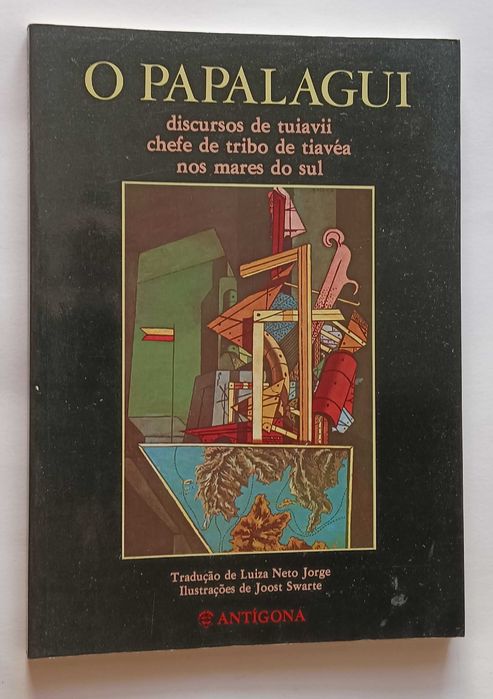 O PAPALAGUI
discursos de tuiavii
chefe de tribo de tiavéa
nos mares do sul
Tradução de Luiza Neto Jorge
Ilustrações de Joost Swarte
ANTÍGONA